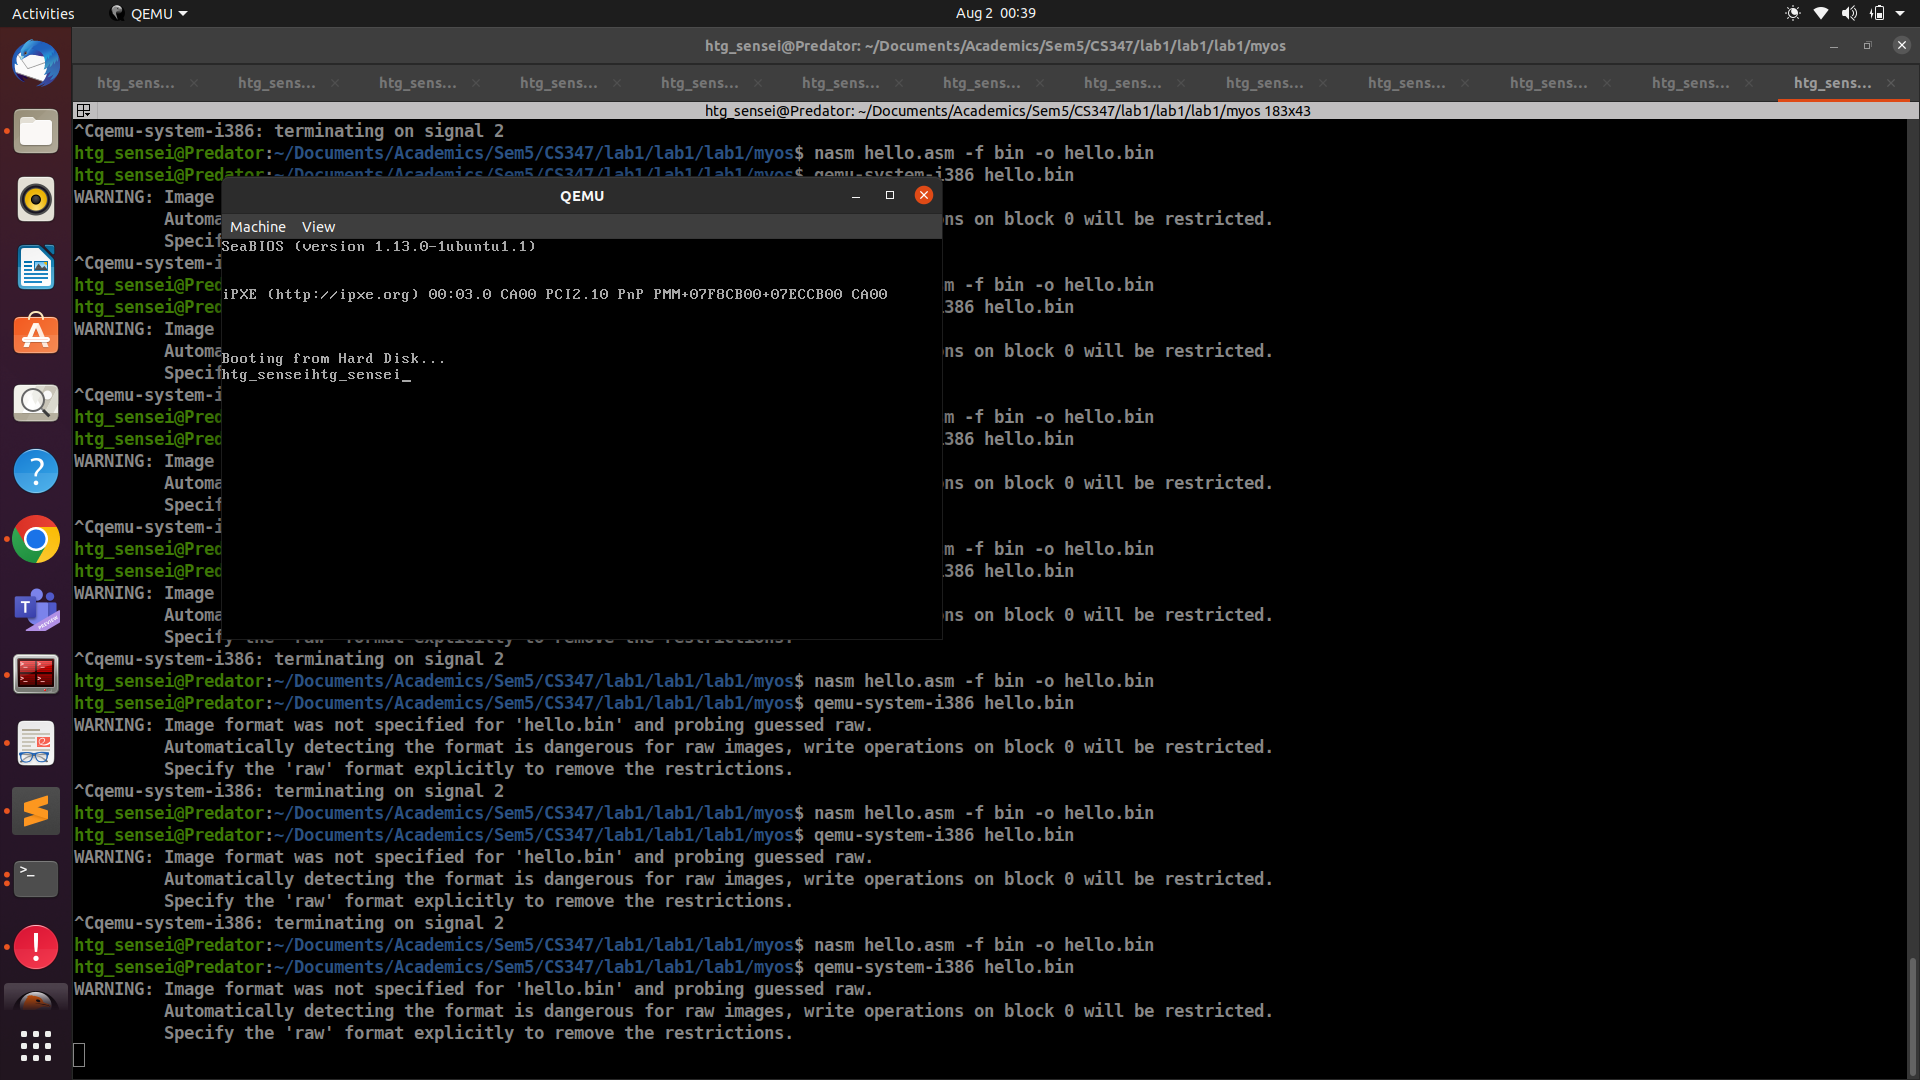 Activities QEMU Aug 2 00:39
htg_sensei@Predator: ~/Documents/Academics/Sem5/CS347/lab1/lab1/lab1/myos
htg_sens... htg_sens... htg_sens... htg_sens... htg_sens... htg_sens... htg_sens... htg_sens... htg_sens... htg_sens... htg_sens... htg_sens... htg_sens...
htg_sensei@Predator: ~/Documents/Academics/Sem5/CS347/lab1/lab1/lab1/myos 183x43
^Cqemu-system-i386: terminating on signal 2
htg_sensei@Predator:~/Documents/Academics/Sem5/CS347/lab1/lab1/lab1/myos$ nasm hello.asm -f bin -o hello.bin
htg_sensei@Predator:~/Documents/Academics/Sem5/CS347/lab1/lab1/lab1/myos$ qemu-system-i386 hello.bin
WARNING: Image
Automa ns on block 0 will be restricted.
Specif
^Cqemu-system-i
htg_sensei@Pred m -f bin -o hello.bin
htg_sensei@Pred 386 hello.bin
WARNING: Image
Automa ns on block 0 will be restricted.
Specif
^Cqemu-system-i
htg_sensei@Pred m -f bin -o hello.bin
htg_sensei@Pred 386 hello.bin
WARNING: Image
Automa ns on block 0 will be restricted.
Specif
^Cqemu-system-i
htg_sensei@Pred m -f bin -o hello.bin
htg_sensei@Pred 386 hello.bin
WARNING: Image
Automa ns on block 0 will be restricted.
Specify the 'raw' format explicitly to remove the restrictions.
QEMU
Machine View
SeaBIOS (version 1.13.0-1ubuntu1.1)
iPXE (http://ipxe.org) 00:03.0 CA00 PCI2.10 PnP PMM+07F8CB00+07ECCB00 CA00
Booting from Hard Disk...
htg_senseihtg_sensei_
^Cqemu-system-i386: terminating on signal 2
htg_sensei@Predator:~/Documents/Academics/Sem5/CS347/lab1/lab1/lab1/myos$ nasm hello.asm -f bin -o hello.bin
htg_sensei@Predator:~/Documents/Academics/Sem5/CS347/lab1/lab1/lab1/myos$ qemu-system-i386 hello.bin
WARNING: Image format was not specified for 'hello.bin' and probing guessed raw.
Automatically detecting the format is dangerous for raw images, write operations on block 0 will be restricted.
Specify the 'raw' format explicitly to remove the restrictions.
^Cqemu-system-i386: terminating on signal 2
htg_sensei@Predator:~/Documents/Academics/Sem5/CS347/lab1/lab1/lab1/myos$ nasm hello.asm -f bin -o hello.bin
htg_sensei@Predator:~/Documents/Academics/Sem5/CS347/lab1/lab1/lab1/myos$ qemu-system-i386 hello.bin
WARNING: Image format was not specified for 'hello.bin' and probing guessed raw.
Automatically detecting the format is dangerous for raw images, write operations on block 0 will be restricted.
Specify the 'raw' format explicitly to remove the restrictions.
^Cqemu-system-i386: terminating on signal 2
htg_sensei@Predator:~/Documents/Academics/Sem5/CS347/lab1/lab1/lab1/myos$ nasm hello.asm -f bin -o hello.bin
htg_sensei@Predator:~/Documents/Academics/Sem5/CS347/lab1/lab1/lab1/myos$ qemu-system-i386 hello.bin
WARNING: Image format was not specified for 'hello.bin' and probing guessed raw.
Automatically detecting the format is dangerous for raw images, write operations on block 0 will be restricted.
Specify the 'raw' format explicitly to remove the restrictions.